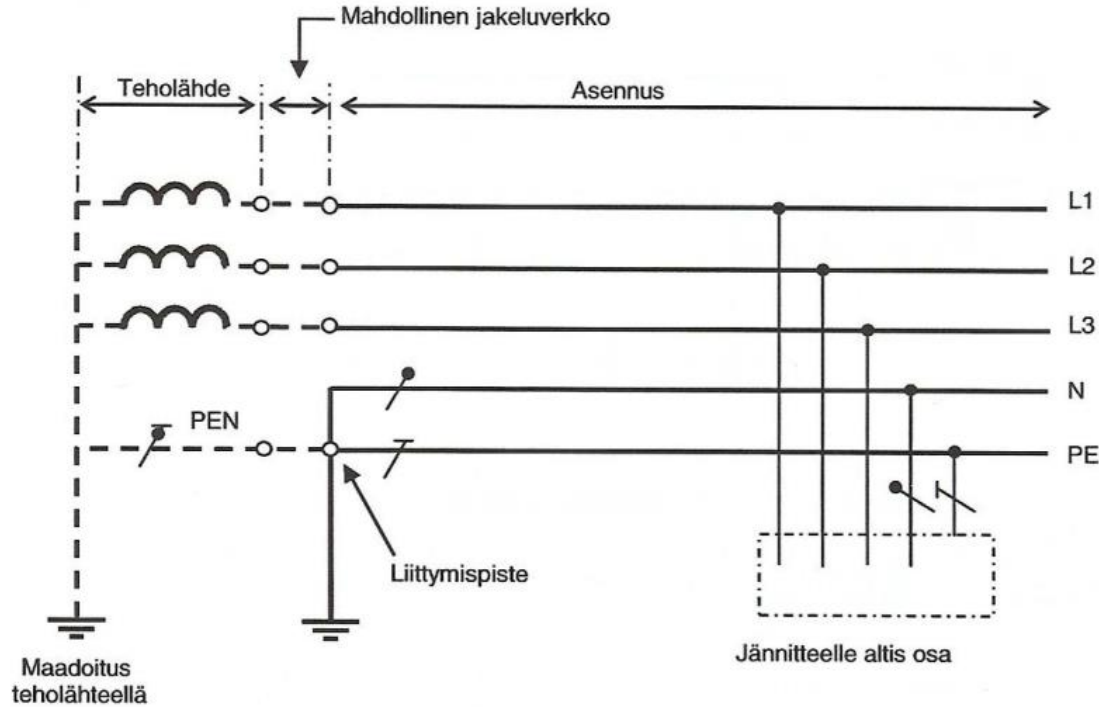 Mahdollinen jakeluverkko
Teholähde
Asennus
L1
L2
L3
N
PEN
PE
Liittymispiste
Jännitteelle altis osa
Maadoitus
teholähteellä